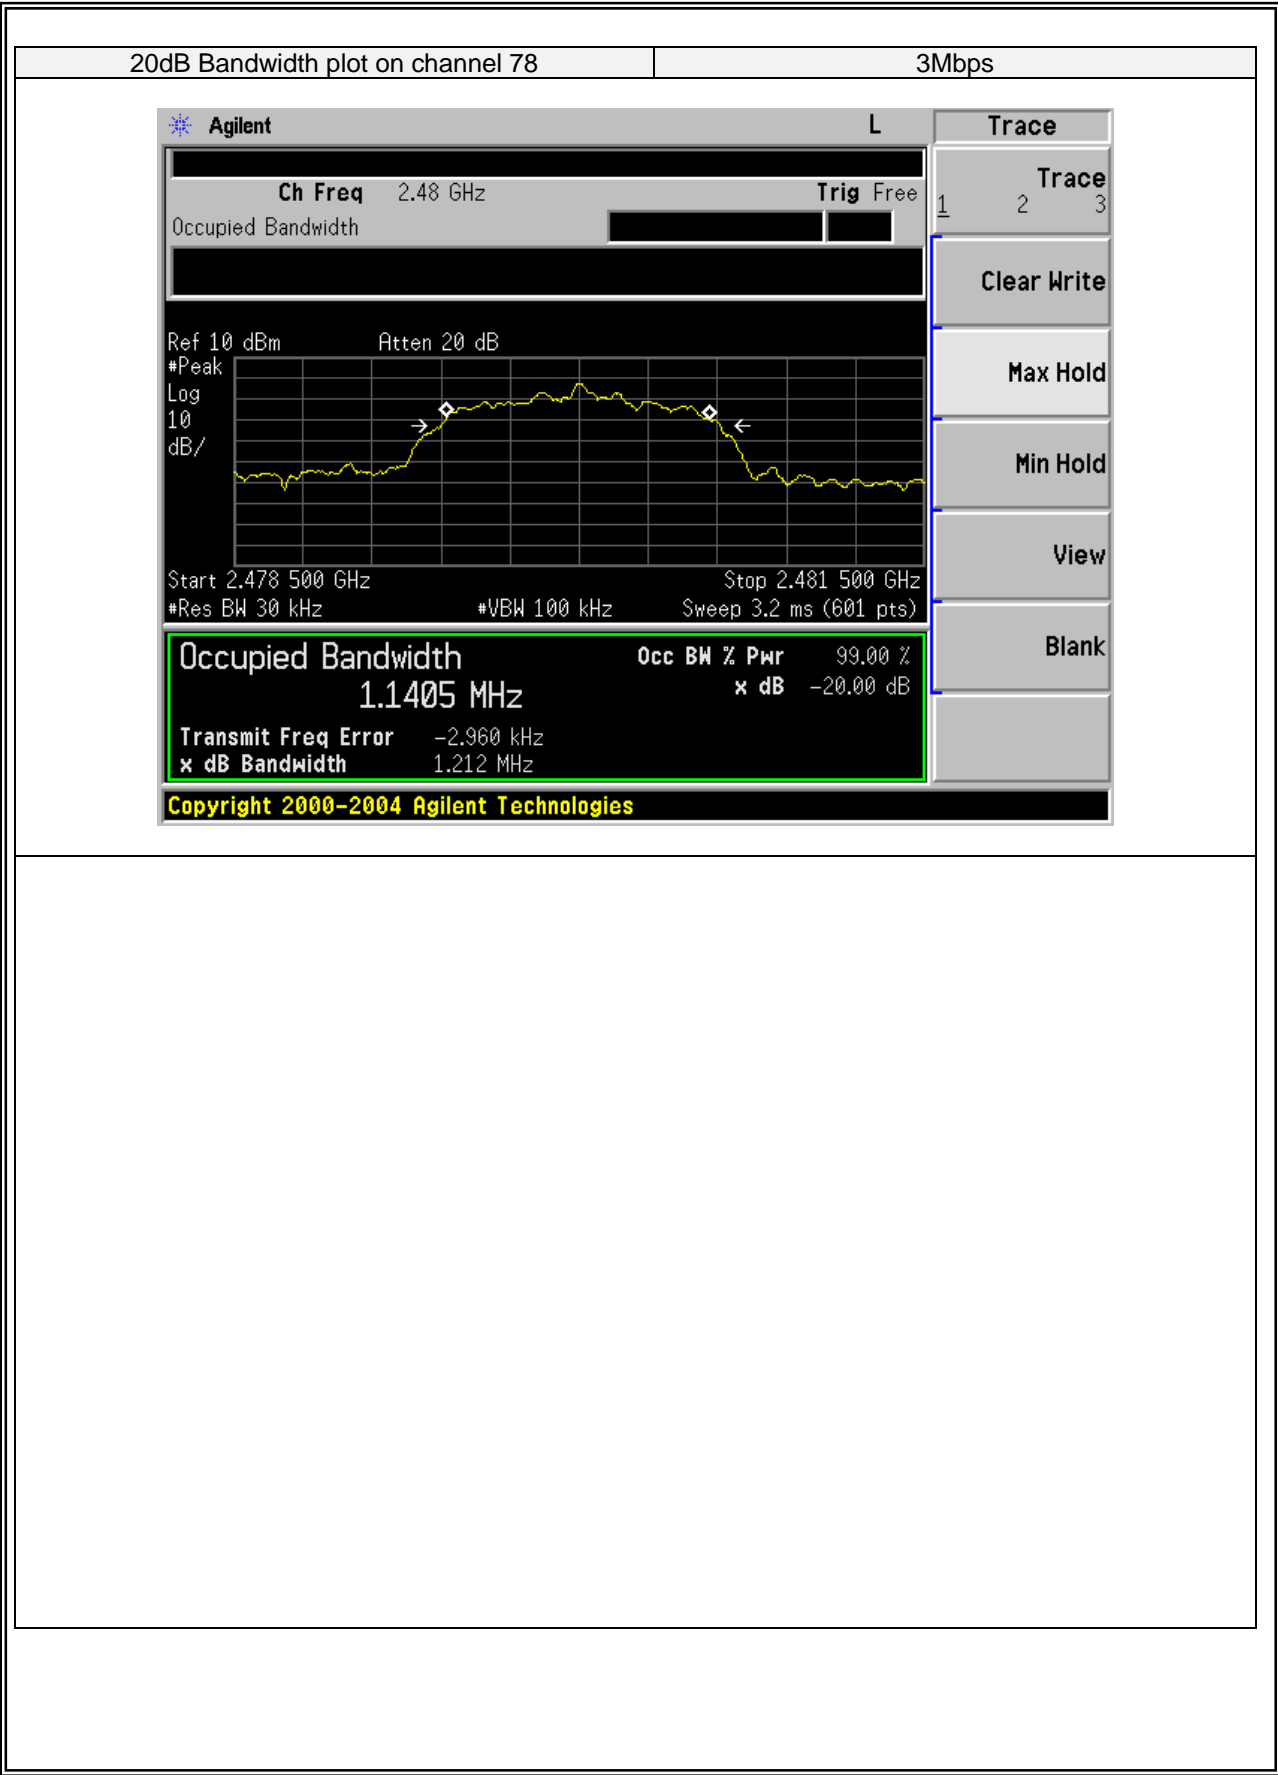 20dB Bandwidth plot on channel 78 3Mbps
Agilent L Trace
Ch Freq 2.48 GHz Trig Free
Occupied Bandwidth
Trace
1 2 3
Clear Write
Max Hold
Min Hold
View
Blank
Ref 10 dBm Atten 20 dB
#Peak
Log
10
dB/
Start 2.478 500 GHz Stop 2.481 500 GHz
#Res BW 30 kHz #VBW 100 kHz Sweep 3.2 ms (601 pts)
Occupied Bandwidth Occ BW % Pwr 99.00 %
1.1405 MHz x dB -20.00 dB
Transmit Freq Error -2.960 kHz
x dB Bandwidth 1.212 MHz
Copyright 2000-2004 Agilent Technologies